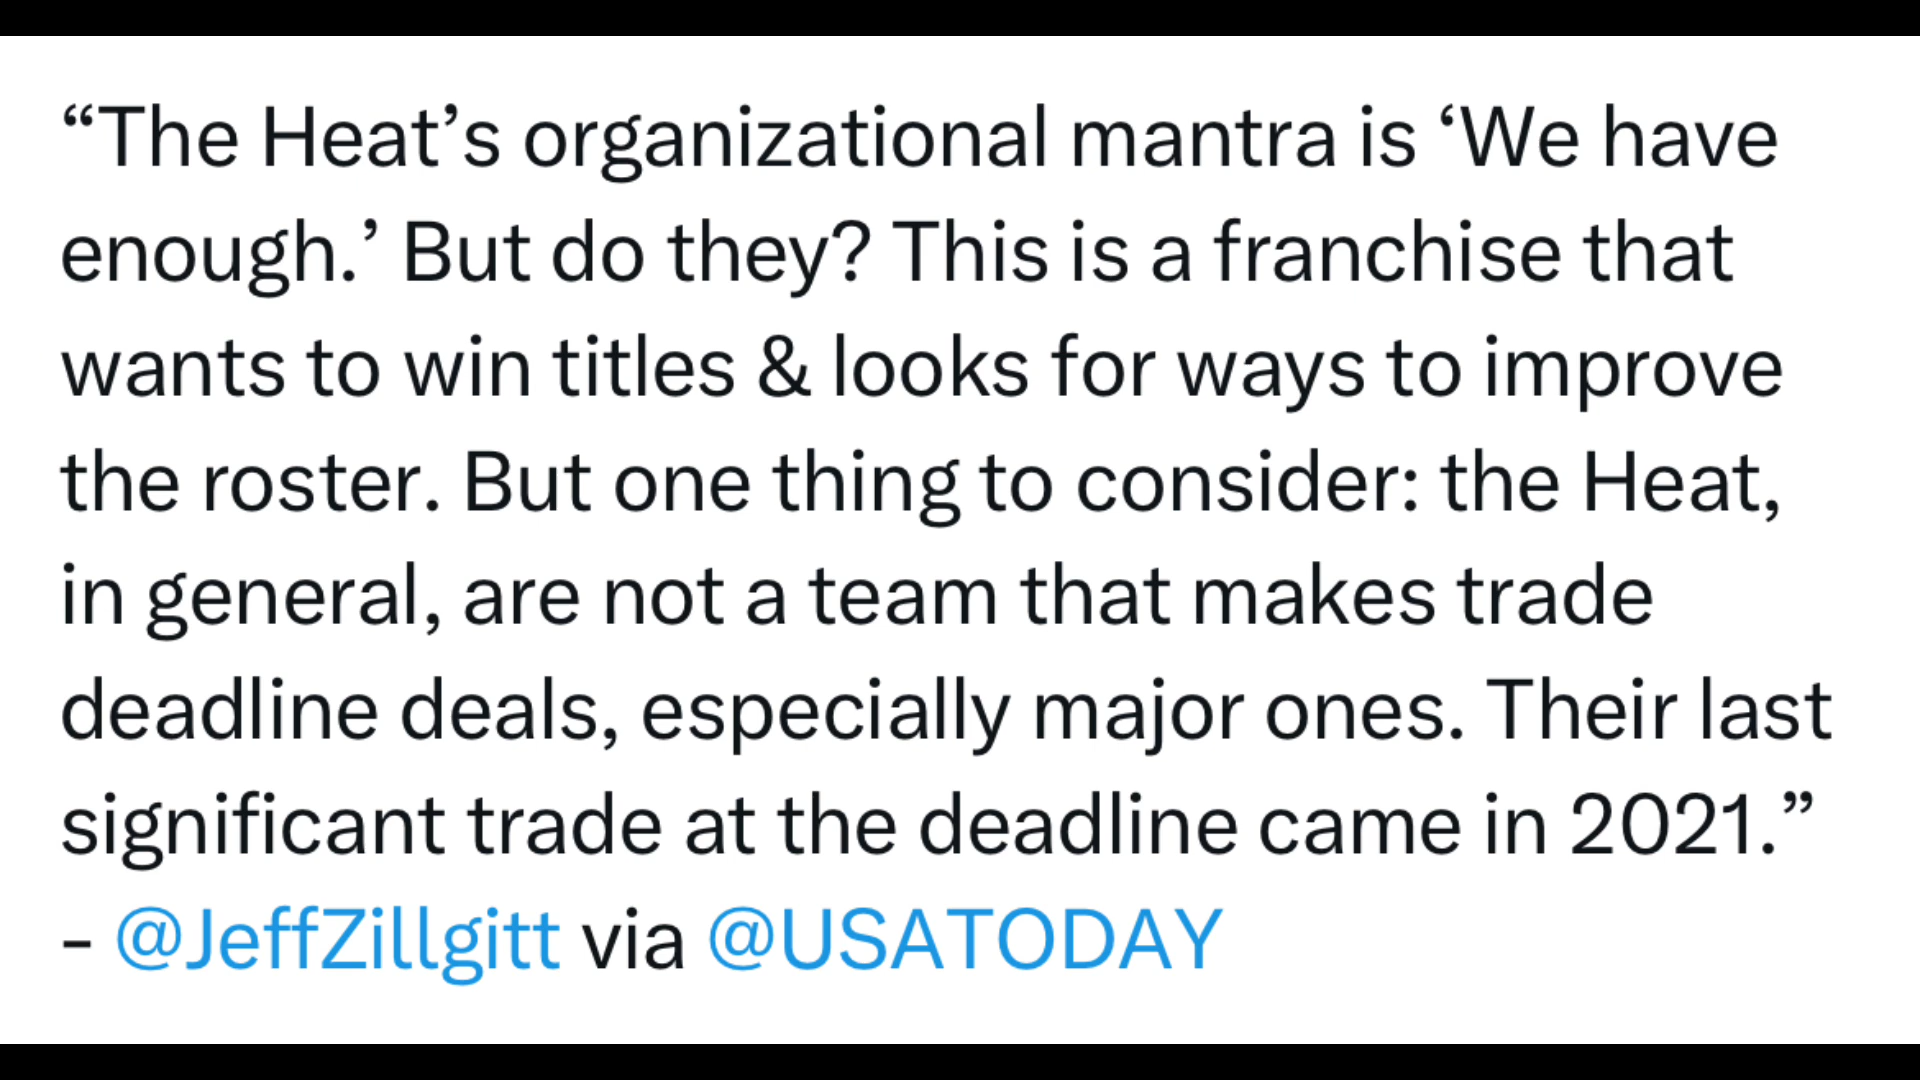 “The Heat’s organizational mantra is ‘We have
enough.’ But do they? This is a franchise that
wants to win titles & looks for ways to improve
the roster. But one thing to consider: the Heat,
in general, are not a team that makes trade
deadline deals, especially major ones. Their last
significant trade at the deadline came in 2021.”
- @JeffZillgitt via @USATODAY